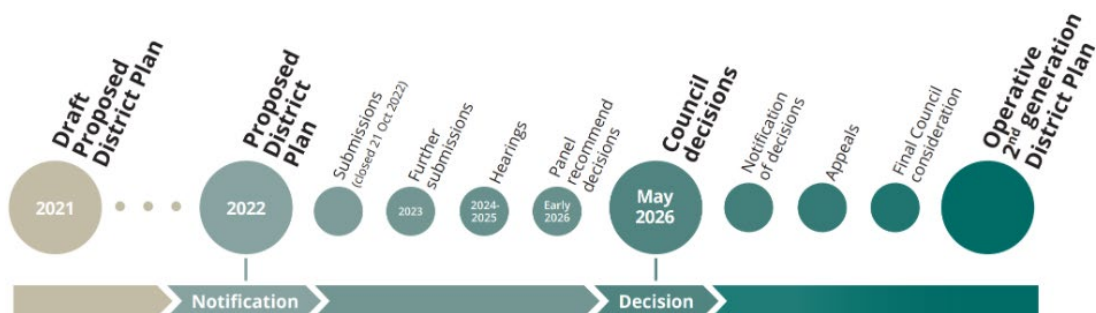 Draft
Proposed
District Plan
2021
Proposed
District
Plan
2022
Submissions
(closed 21 Oct 2022)
Further
submissions
2023
Hearings
2024-
2025
Panel
recommend
decisions
Early
2026
Council
decisions
May
2026
Notification
of decisions
Appeals
Final Council
consideration
Operative
2nd generation
District Plan
Notification
Decision